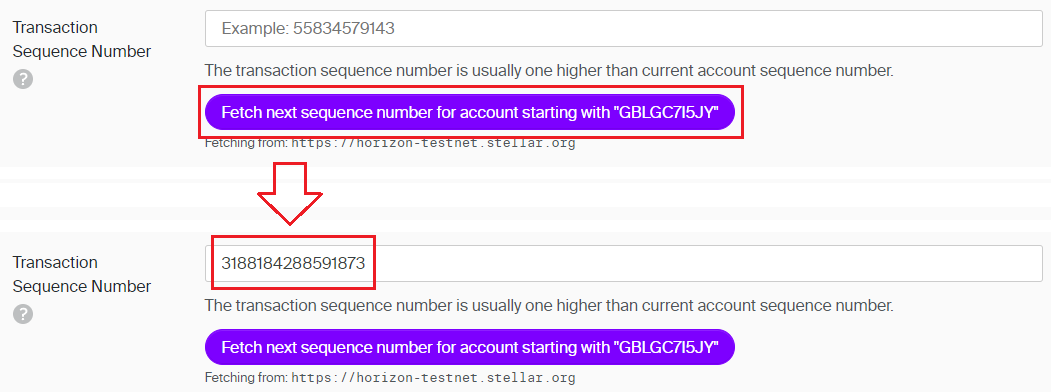 Transaction
Sequence Number
?
Example: 55834579143
The transaction sequence number is usually one higher than current account sequence number.
Fetch next sequence number for account starting with "GBLGC7I5JY"
Fetching from: https://horizon-testnet.stellar.org
Transaction
Sequence Number
?
3188184288591873
The transaction sequence number is usually one higher than current account sequence number.
Fetch next sequence number for account starting with "GBLGC7I5JY"
Fetching from: https://horizon-testnet.stellar.org